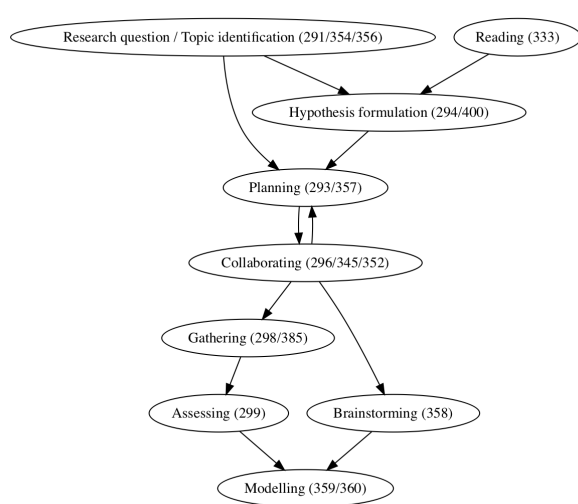 Research question / Topic identification (291/354/356)
Reading (333)
Hypothesis formulation (294/400)
Planning (293/357)
Collaborating (296/345/352)
Gathering (298/385)
Assessing (299)
Brainstorming (358)
Modelling (359/360)